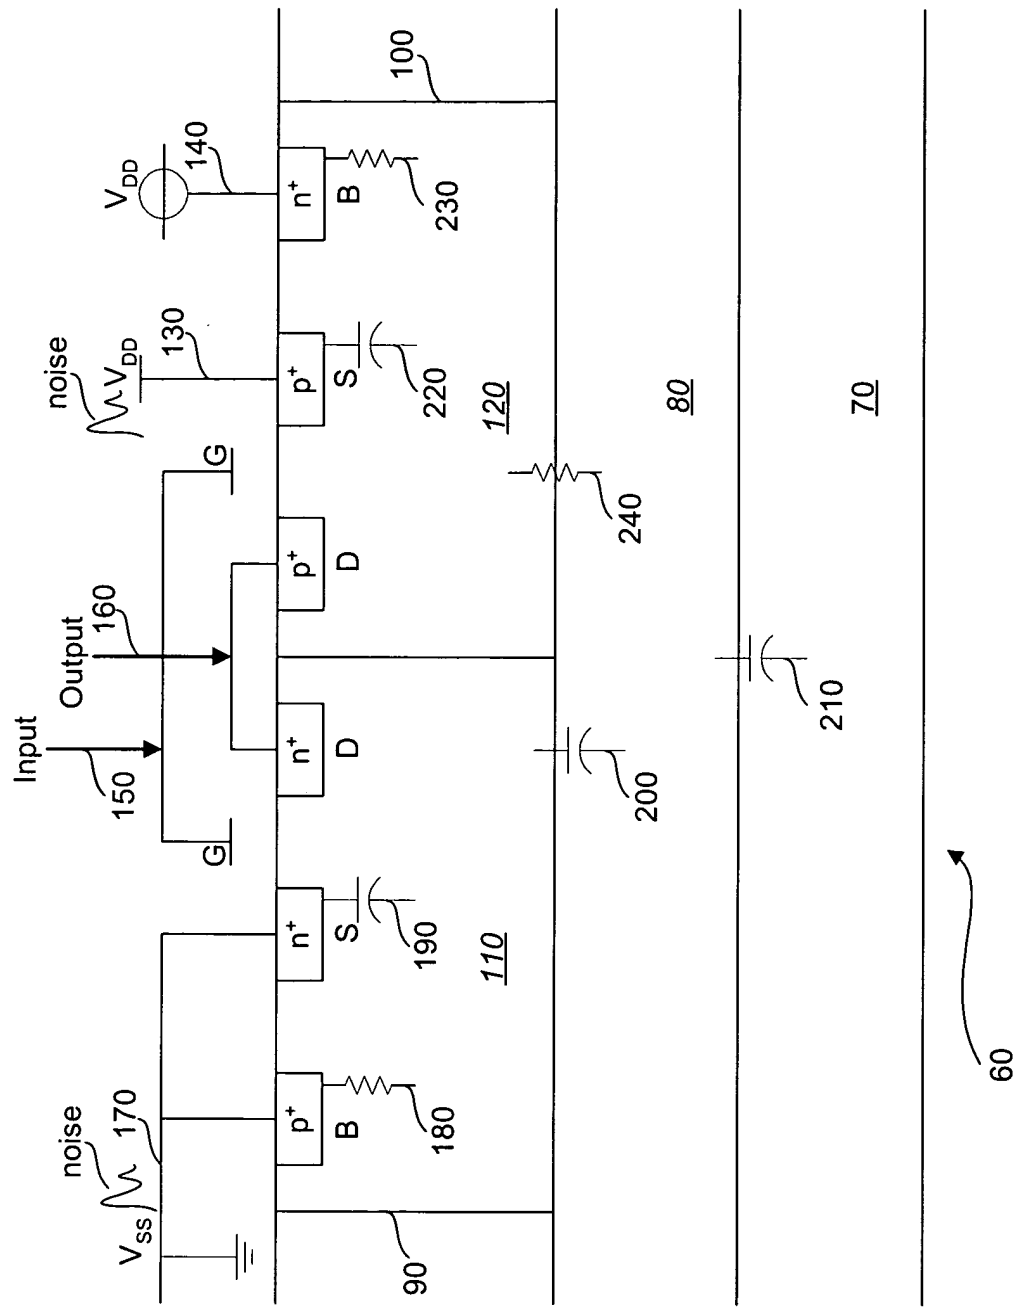 Input
150
Output
160
noise
V_DD
130
V_DD
140
noise
V_SS
170
G
G
100
p⁺
n⁺
n⁺
p⁺
p⁺
n⁺
B
S
D
D
S
B
180
190
220
230
90
110
120
200
240
80
210
70
60